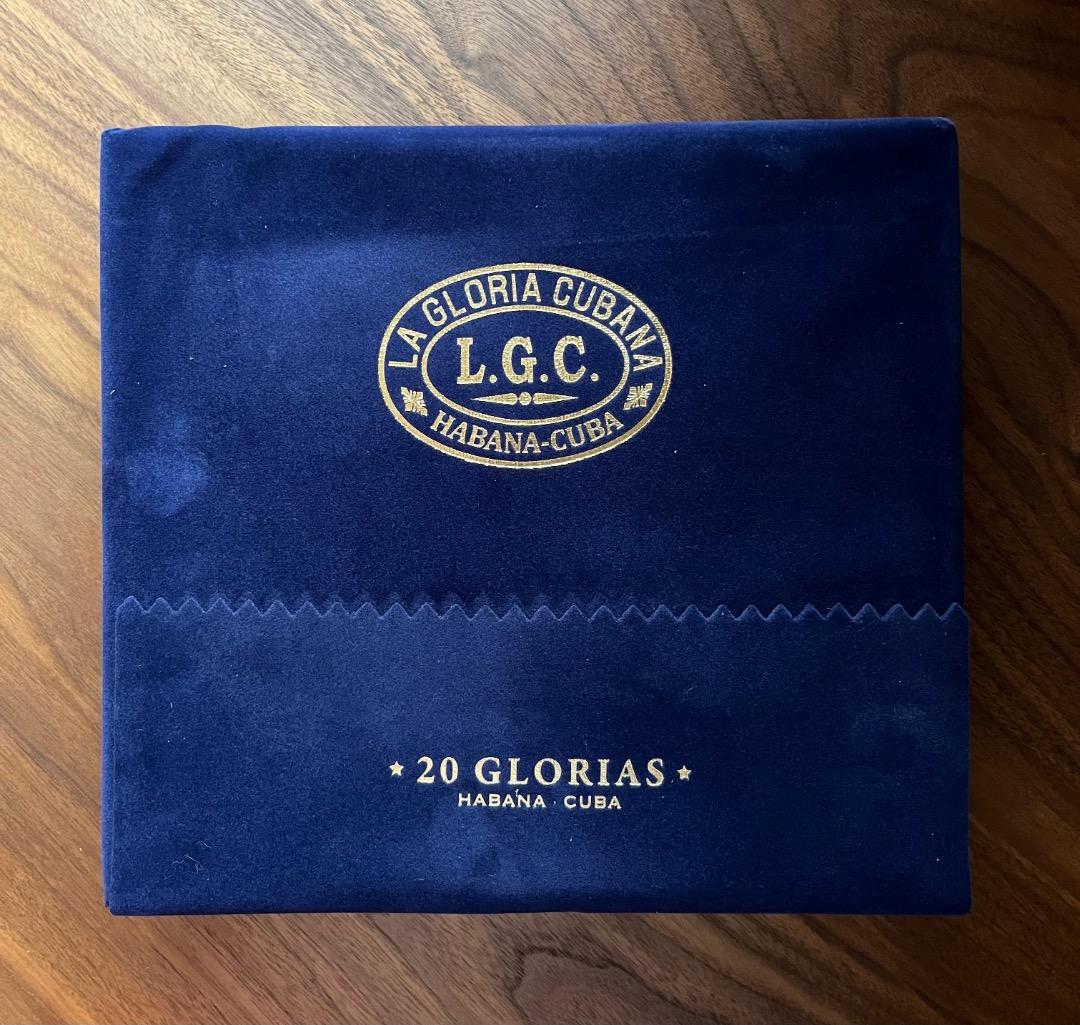 LA GLORIA CUBANA
L.G.C.
HABANA-CUBA
★ 20 GLORIAS ★
HABANA · CUBA